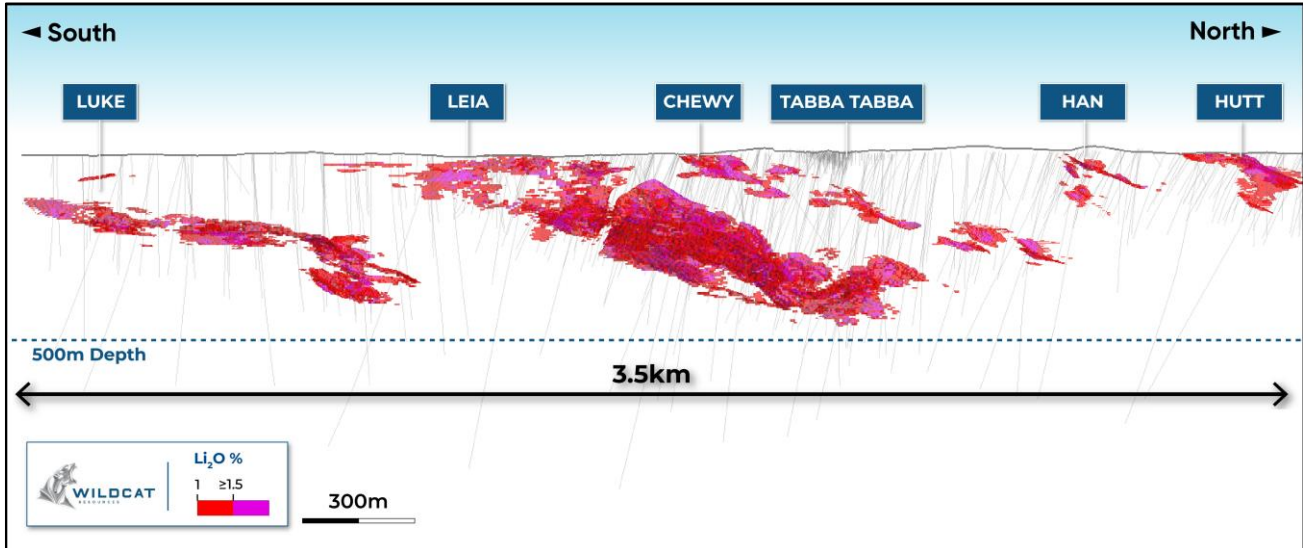 ◄ South
North ►
LUKE
LEIA
CHEWY
TABBA TABBA
HAN
HUTT
500m Depth
3.5km
WILDCAT
RESOURCES
Li₂O %
1 ≥1.5
300m